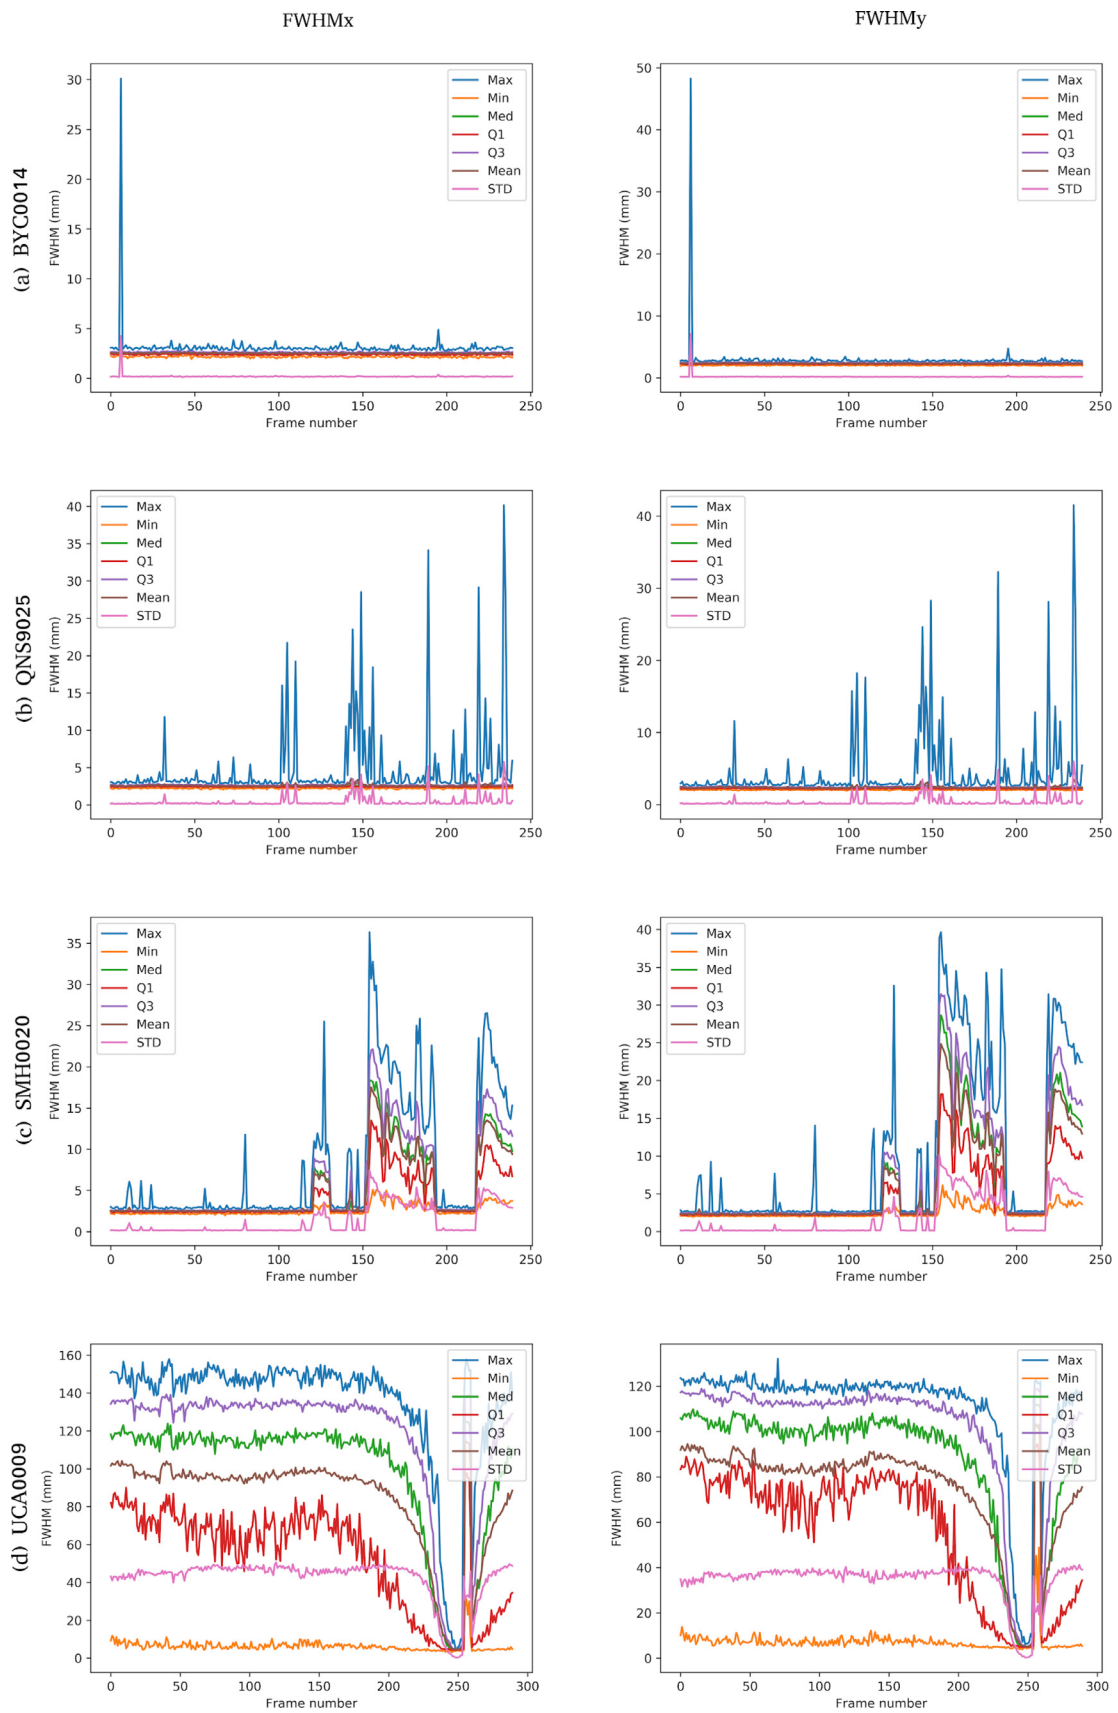 FWHMx
FWHMy
(a) BYC0014
FWHM (mm)
30
25
20
15
10
5
0
Max
Min
Med
Q1
Q3
Mean
STD
0 50 100 150 200 250
Frame number
FWHM (mm)
50
40
30
20
10
0
Max
Min
Med
Q1
Q3
Mean
STD
0 50 100 150 200 250
Frame number
(b) QNS9025
FWHM (mm)
40
35
30
25
20
15
10
5
0
Max
Min
Med
Q1
Q3
Mean
STD
0 50 100 150 200 250
Frame number
FWHM (mm)
40
30
20
10
0
Max
Min
Med
Q1
Q3
Mean
STD
0 50 100 150 200 250
Frame number
(c) SMH0020
FWHM (mm)
35
30
25
20
15
10
5
0
Max
Min
Med
Q1
Q3
Mean
STD
0 50 100 150 200 250
Frame number
FWHM (mm)
40
35
30
25
20
15
10
5
0
Max
Min
Med
Q1
Q3
Mean
STD
0 50 100 150 200 250
Frame number
(d) UCA0009
FWHM (mm)
160
140
120
100
80
60
40
20
0
Max
Min
Med
Q1
Q3
Mean
STD
0 50 100 150 200 250 300
Frame number
FWHM (mm)
120
100
80
60
40
20
0
Max
Min
Med
Q1
Q3
Mean
STD
0 50 100 150 200 250 300
Frame number